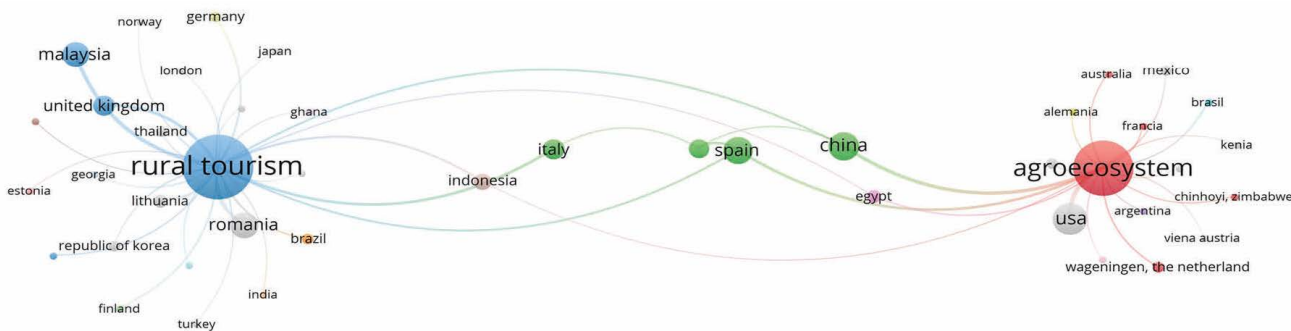 norway
germany
malaysia
japan
london
united kingdom
ghana
thailand
rural tourism
georgia
estonia
lithuania
romania
republic of korea
brazil
india
finland
turkey
italy
indonesia
spain
china
egypt
australia
mexico
alemania
brasil
francia
kenia
agroecosystem
chinhoyi, zimbabwe
argentina
usa
viena austria
wageningen, the netherland